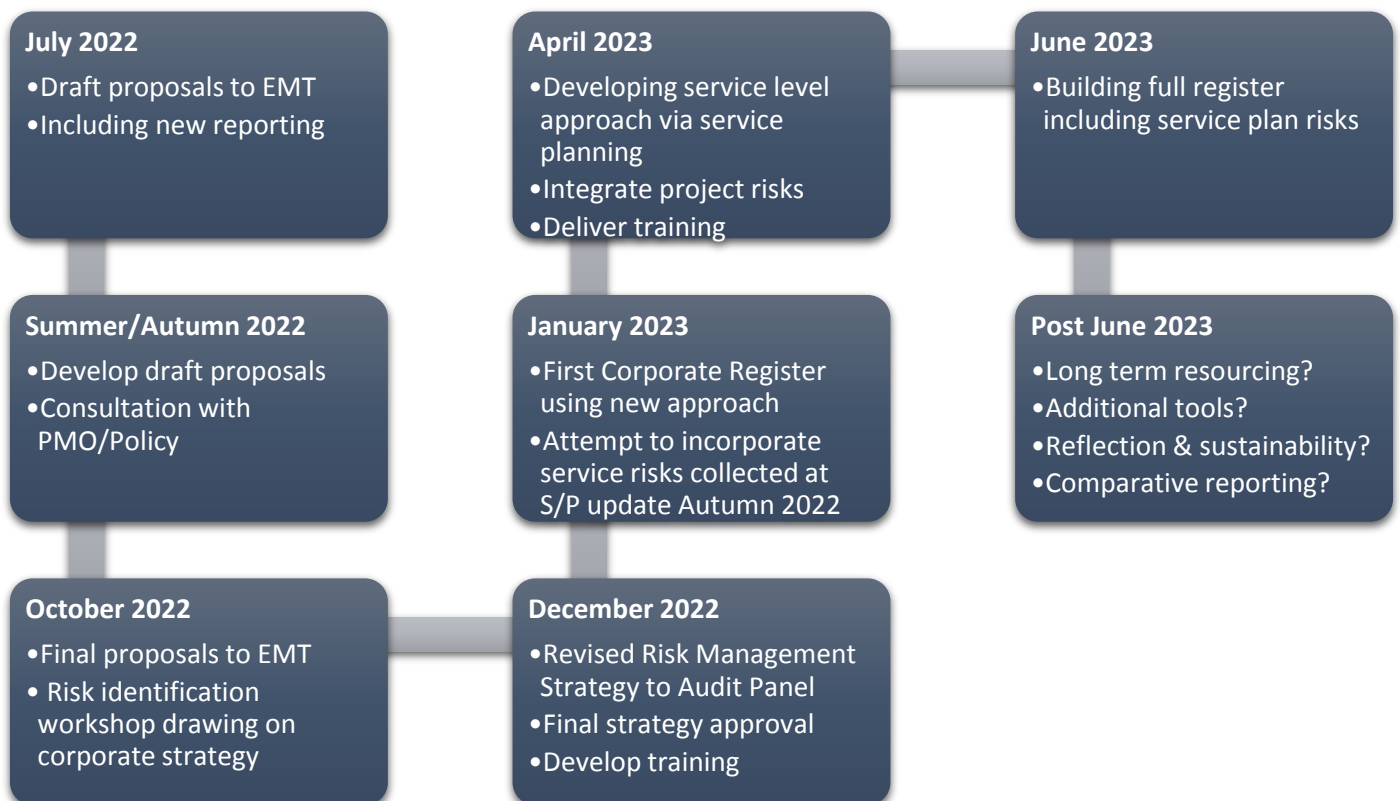 July 2022
•Draft proposals to EMT
•Including new reporting
Summer/Autumn 2022
•Develop draft proposals
•Consultation with
PMO/Policy
October 2022
•Final proposals to EMT
• Risk identification
workshop drawing on
corporate strategy
December 2022
•Revised Risk Management
Strategy to Audit Panel
•Final strategy approval
•Develop training
January 2023
•First Corporate Register
using new approach
•Attempt to incorporate
service risks collected at
S/P update Autumn 2022
April 2023
•Developing service level
approach via service
planning
•Integrate project risks
•Deliver training
June 2023
•Building full register
including service plan risks
Post June 2023
•Long term resourcing?
•Additional tools?
•Reflection & sustainability?
•Comparative reporting?